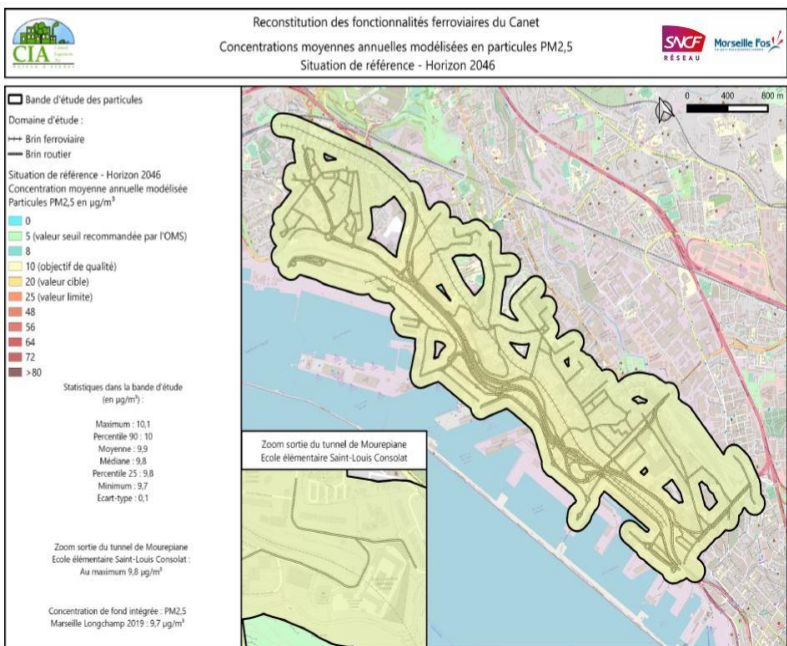 CIA
Reconstitution des fonctionnalités ferroviaires du Canet
Concentrations moyennes annuelles modélisées en particules PM2,5
Situation de référence - Horizon 2046
SNCF
RÉSEAU
Marseille Fos
Bande d'étude des particules
Domaine d'étude :
Brin ferroviaire
Brin routier
Situation de référence - Horizon 2046
Concentration moyenne annuelle modélisée
Particules PM2,5 en µg/m³
0
5 (valeur seuil recommandée par l'OMS)
8
10 (objectif de qualité)
20 (valeur cible)
25 (valeur limite)
48
56
64
72
>80
Statistiques dans la bande d'étude
(en µg/m³) :
Maximum : 10,1
Percentile 90 : 10
Moyenne : 9,9
Médiane : 9,8
Percentile 25 : 9,8
Minimum : 9,7
Ecart-type : 0,1
Zoom sortie du tunnel de Mourepiane
Ecole élémentaire Saint-Louis Consolat :
Au maximum 9,8 µg/m³
Concentration de fond intégrée : PM2,5
Marseille Longchamp 2019 : 9,7 µg/m³
0 400 800 m
Zoom sortie du tunnel de Mourepiane
Ecole élémentaire Saint-Louis Consolat